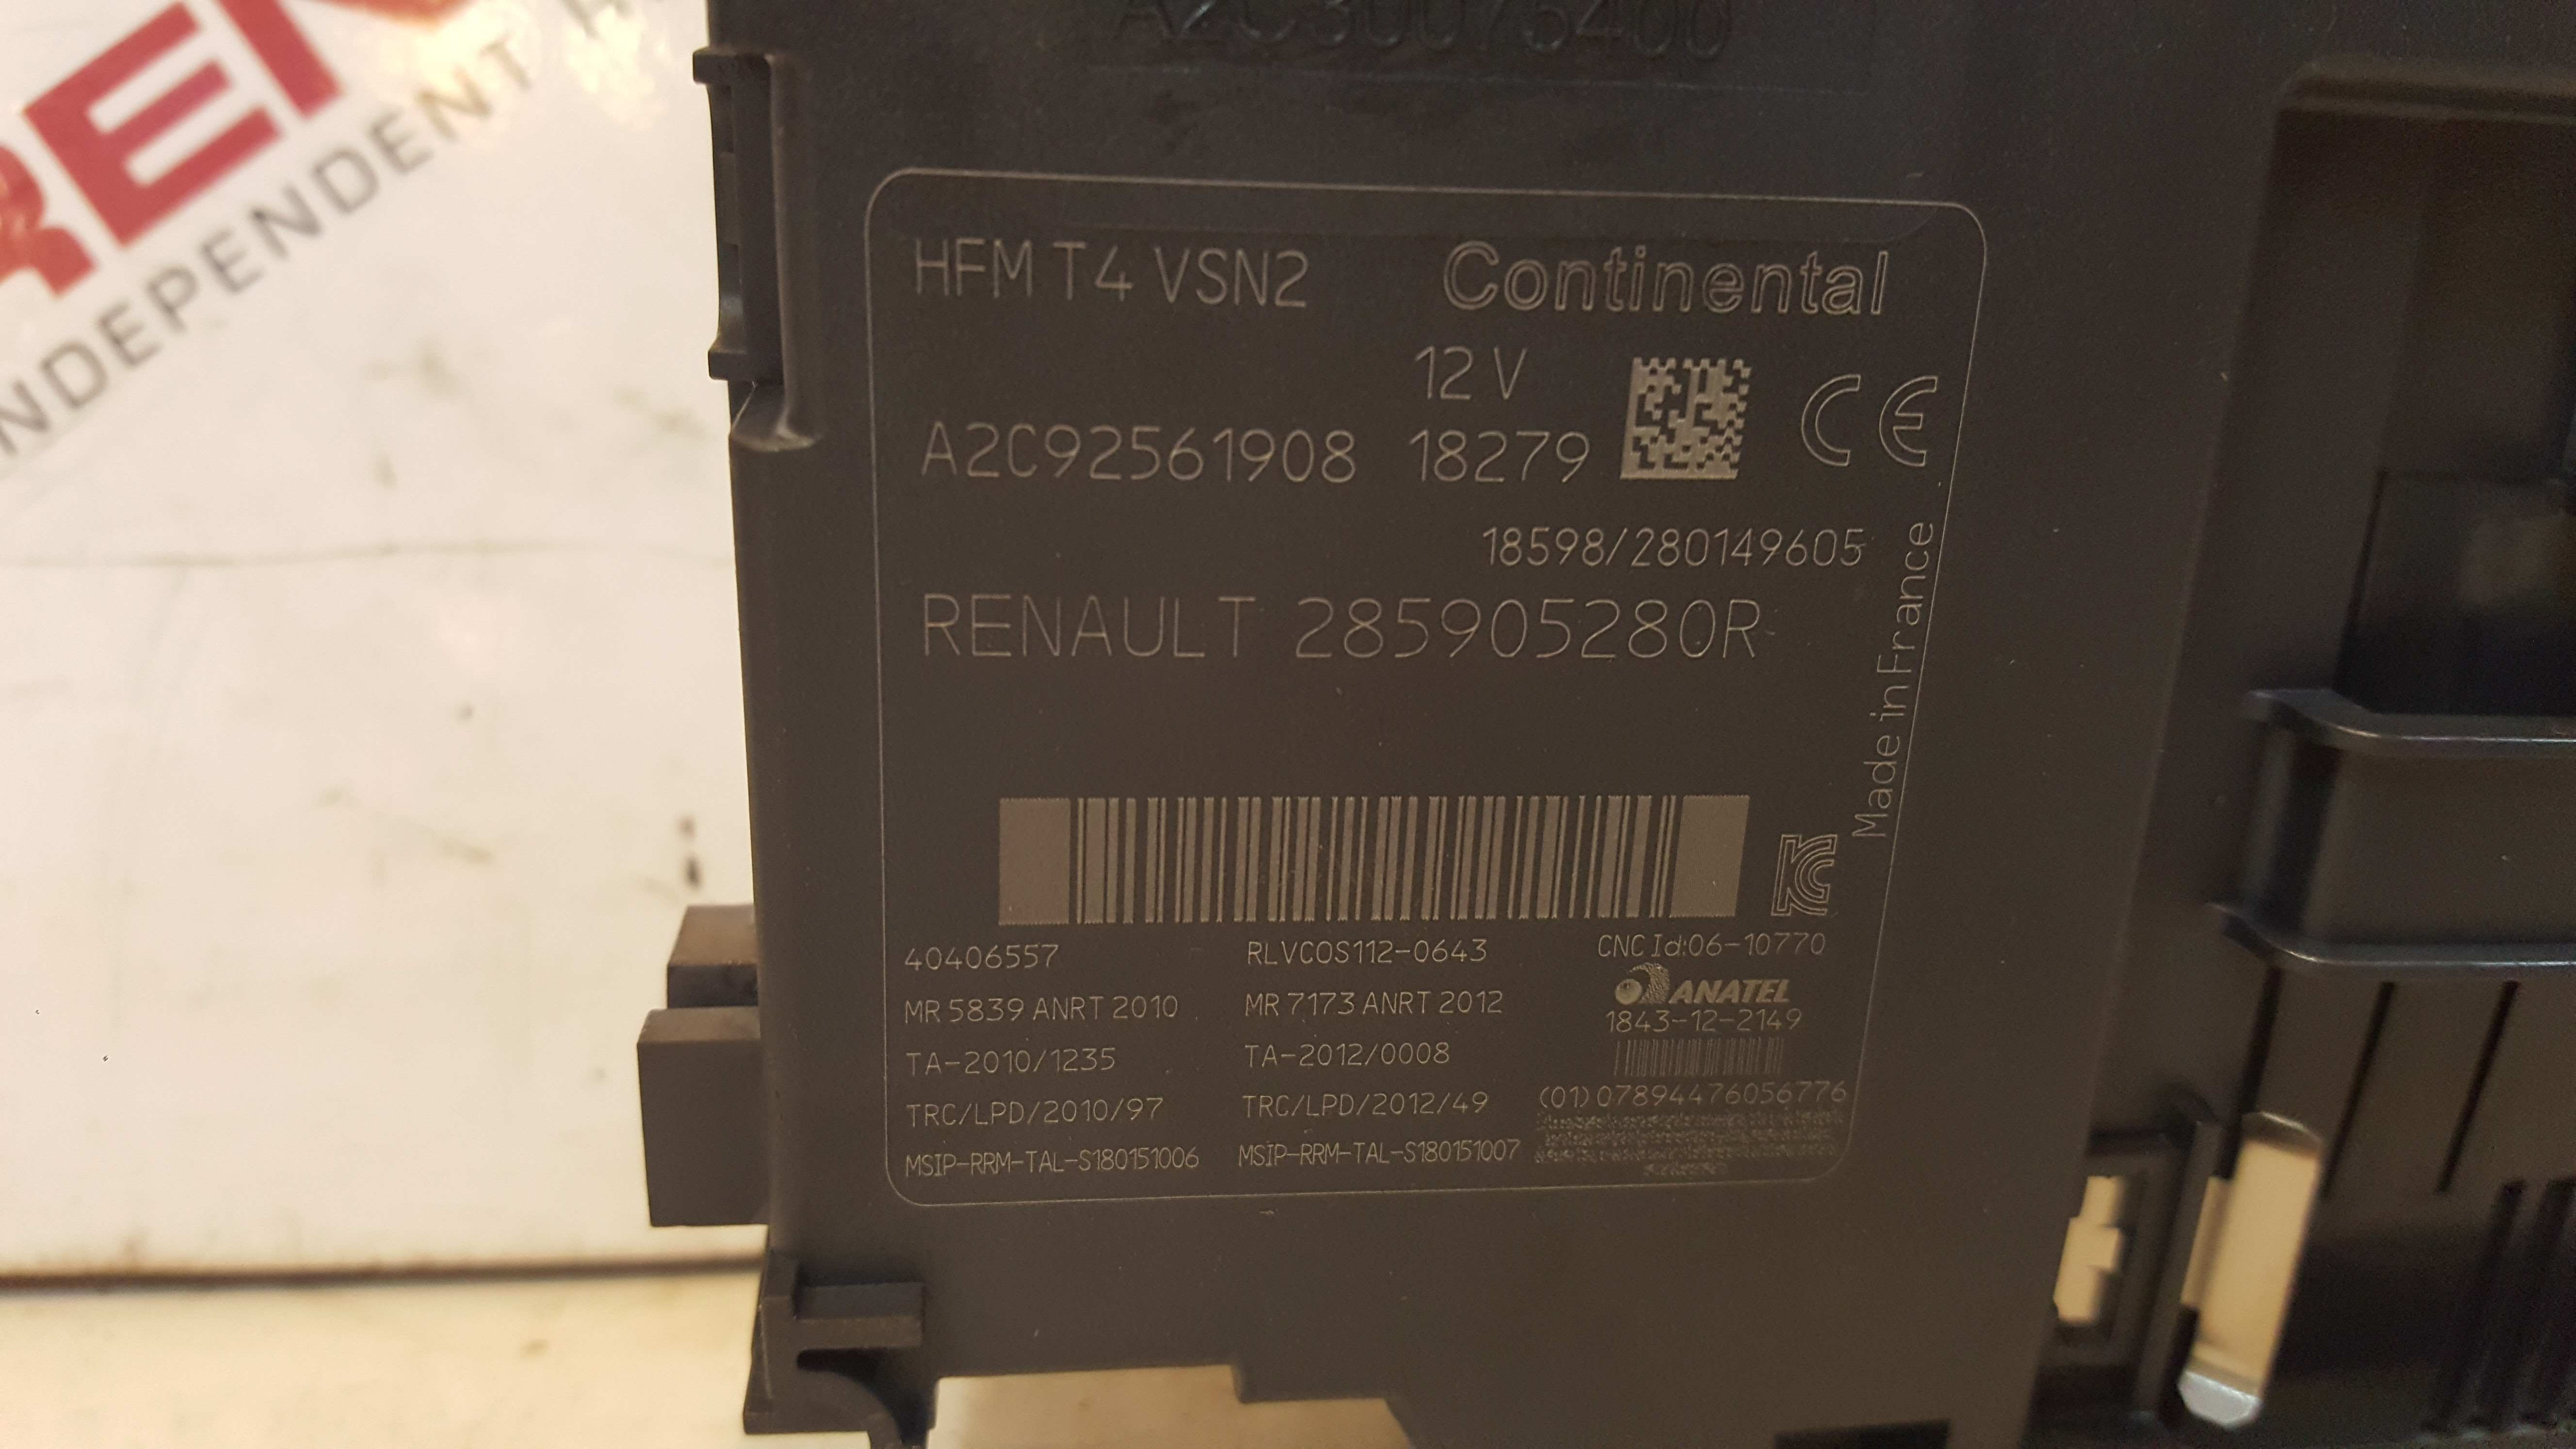 A2C30075400
INDEPENDENT
HFM T4 VSN2
Continental
12 V
A2C92561908 18279
CE
18598/280149605
RENAULT 285905280R
Made in France
40406557 RLVCOS112-0643 CNC Id:06-10770
ANATEL
MR 5839 ANRT 2010 MR 7173 ANRT 2012
1843-12-2149
TA-2010/1235 TA-2012/0008
(01)07894476056776
TRC/LPD/2010/97 TRC/LPD/2012/49
MSIP-RRM-TAL-S180151006 MSIP-RRM-TAL-S180151007